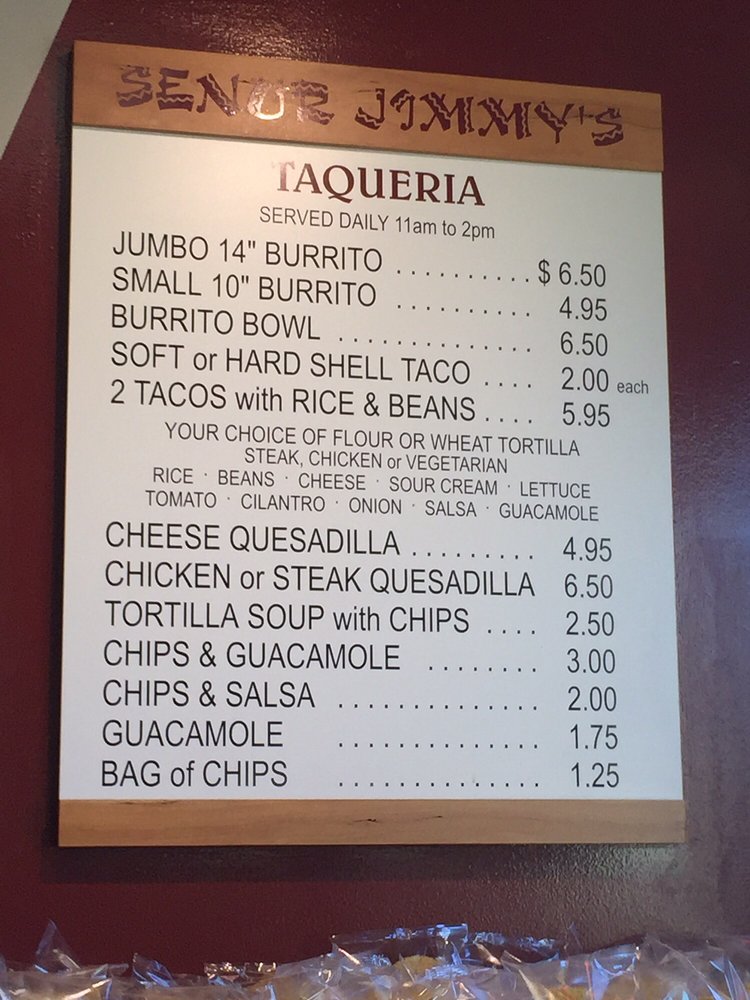 SENOR JIMMY'S
TAQUERIA
SERVED DAILY 11am to 2pm
JUMBO 14" BURRITO .......... $ 6.50
SMALL 10" BURRITO .......... 4.95
BURRITO BOWL ............... 6.50
SOFT or HARD SHELL TACO .... 2.00 each
2 TACOS with RICE & BEANS .... 5.95
YOUR CHOICE OF FLOUR OR WHEAT TORTILLA
STEAK, CHICKEN or VEGETARIAN
RICE · BEANS · CHEESE · SOUR CREAM · LETTUCE
TOMATO · CILANTRO · ONION · SALSA · GUACAMOLE
CHEESE QUESADILLA ......... 4.95
CHICKEN or STEAK QUESADILLA 6.50
TORTILLA SOUP with CHIPS .... 2.50
CHIPS & GUACAMOLE ........ 3.00
CHIPS & SALSA ............... 2.00
GUACAMOLE ............... 1.75
BAG of CHIPS ............... 1.25